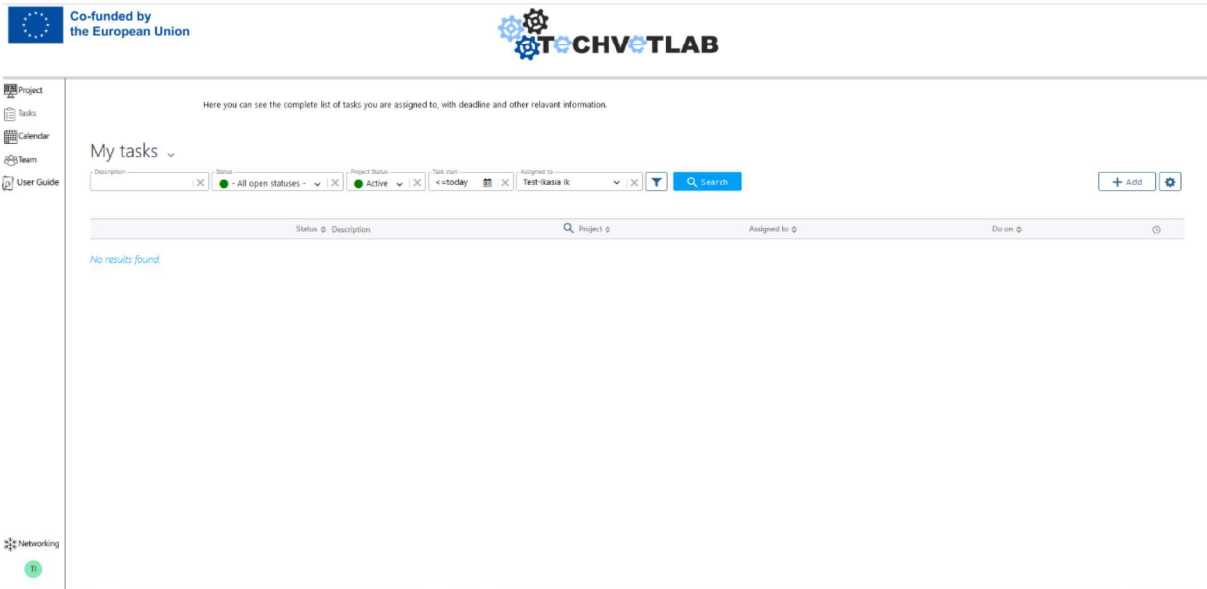 Co-funded by
the European Union
TECHVETLAB
Project
Tasks
Calendar
Team
User Guide
Here you can see the complete list of tasks you are assigned to, with deadline and other relavant information.
My tasks
Description Status Project Status Task start Assigned to
- All open statuses - Active <=today Test-Ikasia Ik Search + Add
Status Description Project Assigned to Do on
No results found.
Networking
TI